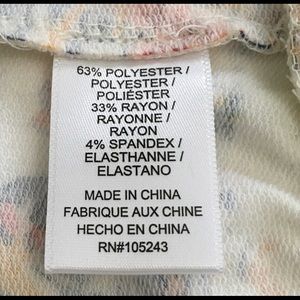 63% POLYESTER /
POLYESTER /
POLIÉSTER
33% RAYON /
RAYONNE /
RAYON
4% SPANDEX /
ELASTHANNE /
ELASTANO
MADE IN CHINA
FABRIQUE AUX CHINE
HECHO EN CHINA
RN#105243